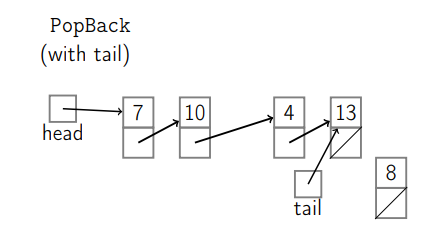 PopBack
(with tail)
7 10 4 13
head
8
tail